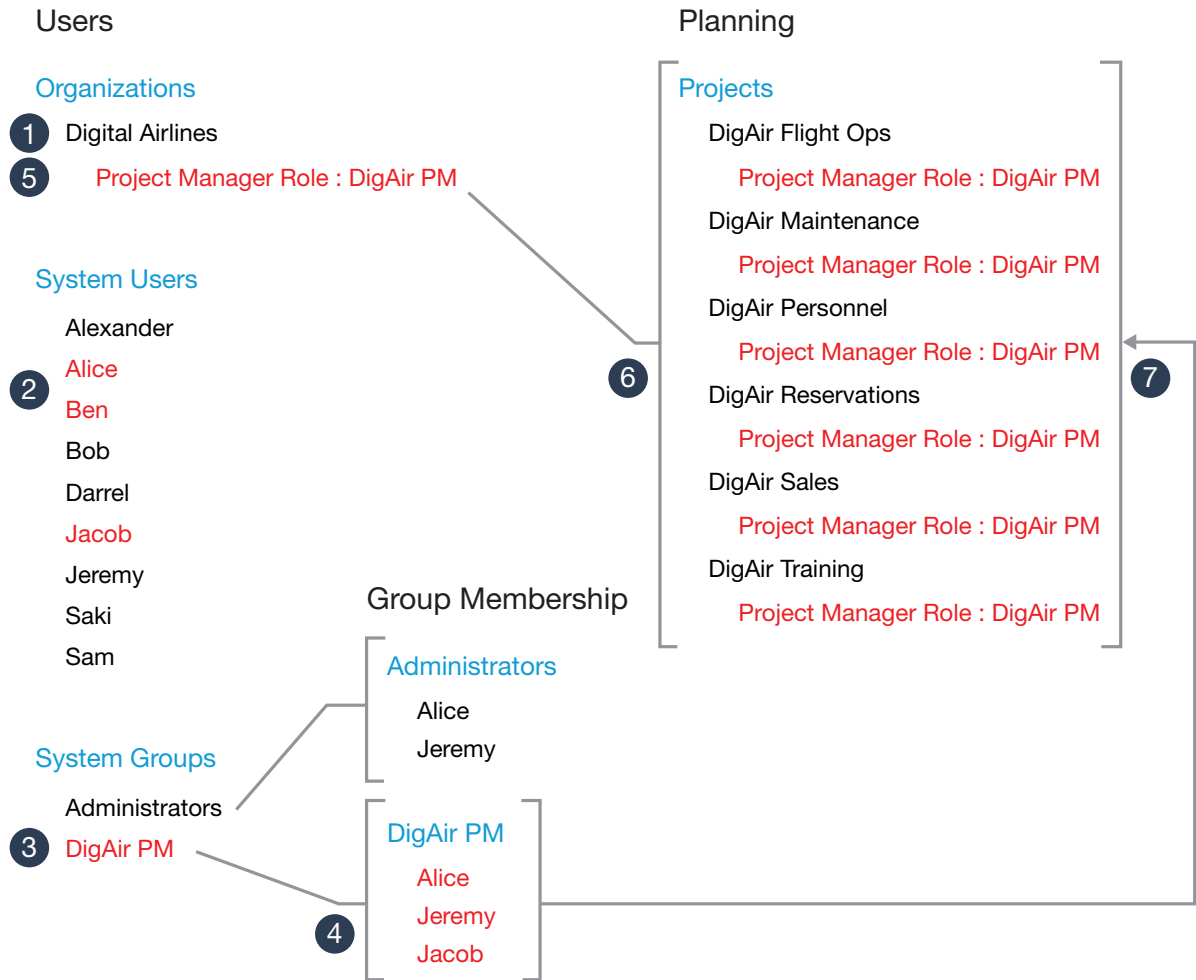 Users
Organizations
1 Digital Airlines
5 Project Manager Role : DigAir PM
System Users
Alexander
Alice
2
Ben
Bob
Darrel
Jacob
Jeremy
Saki
Sam
System Groups
Administrators
3 DigAir PM
Group Membership
Administrators
Alice
Jeremy
4
DigAir PM
Alice
Jeremy
Jacob
Planning
Projects
DigAir Flight Ops
Project Manager Role : DigAir PM
DigAir Maintenance
Project Manager Role : DigAir PM
DigAir Personnel
Project Manager Role : DigAir PM
6
7
DigAir Reservations
Project Manager Role : DigAir PM
DigAir Sales
Project Manager Role : DigAir PM
DigAir Training
Project Manager Role : DigAir PM